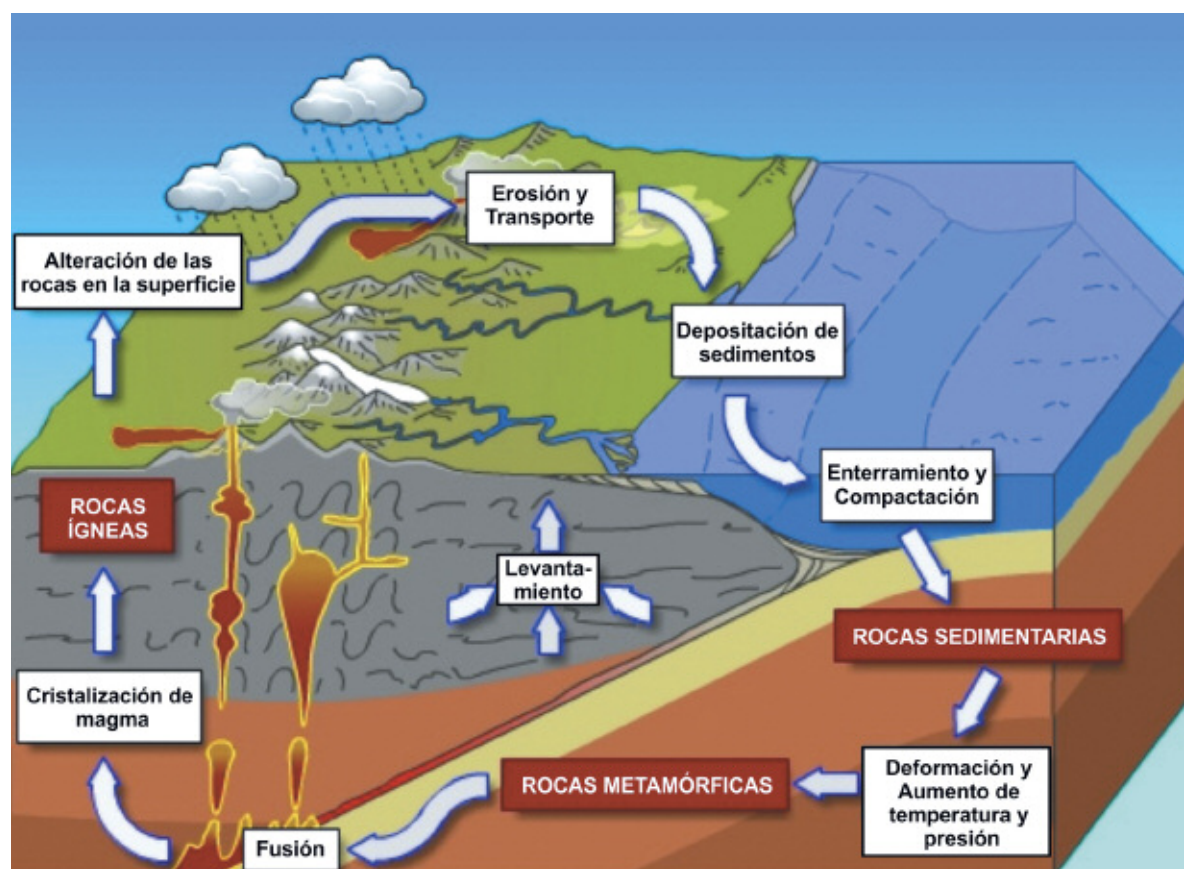 Erosión y
Transporte
Alteración de las
rocas en la superficie
Depositación de
sedimentos
Enterramiento y
Compactación
ROCAS
ÍGNEAS
Levanta-
miento
ROCAS SEDIMENTARIAS
Cristalización de
magma
Deformación y
Aumento de
temperatura y
presión
ROCAS METAMÓRFICAS
Fusión